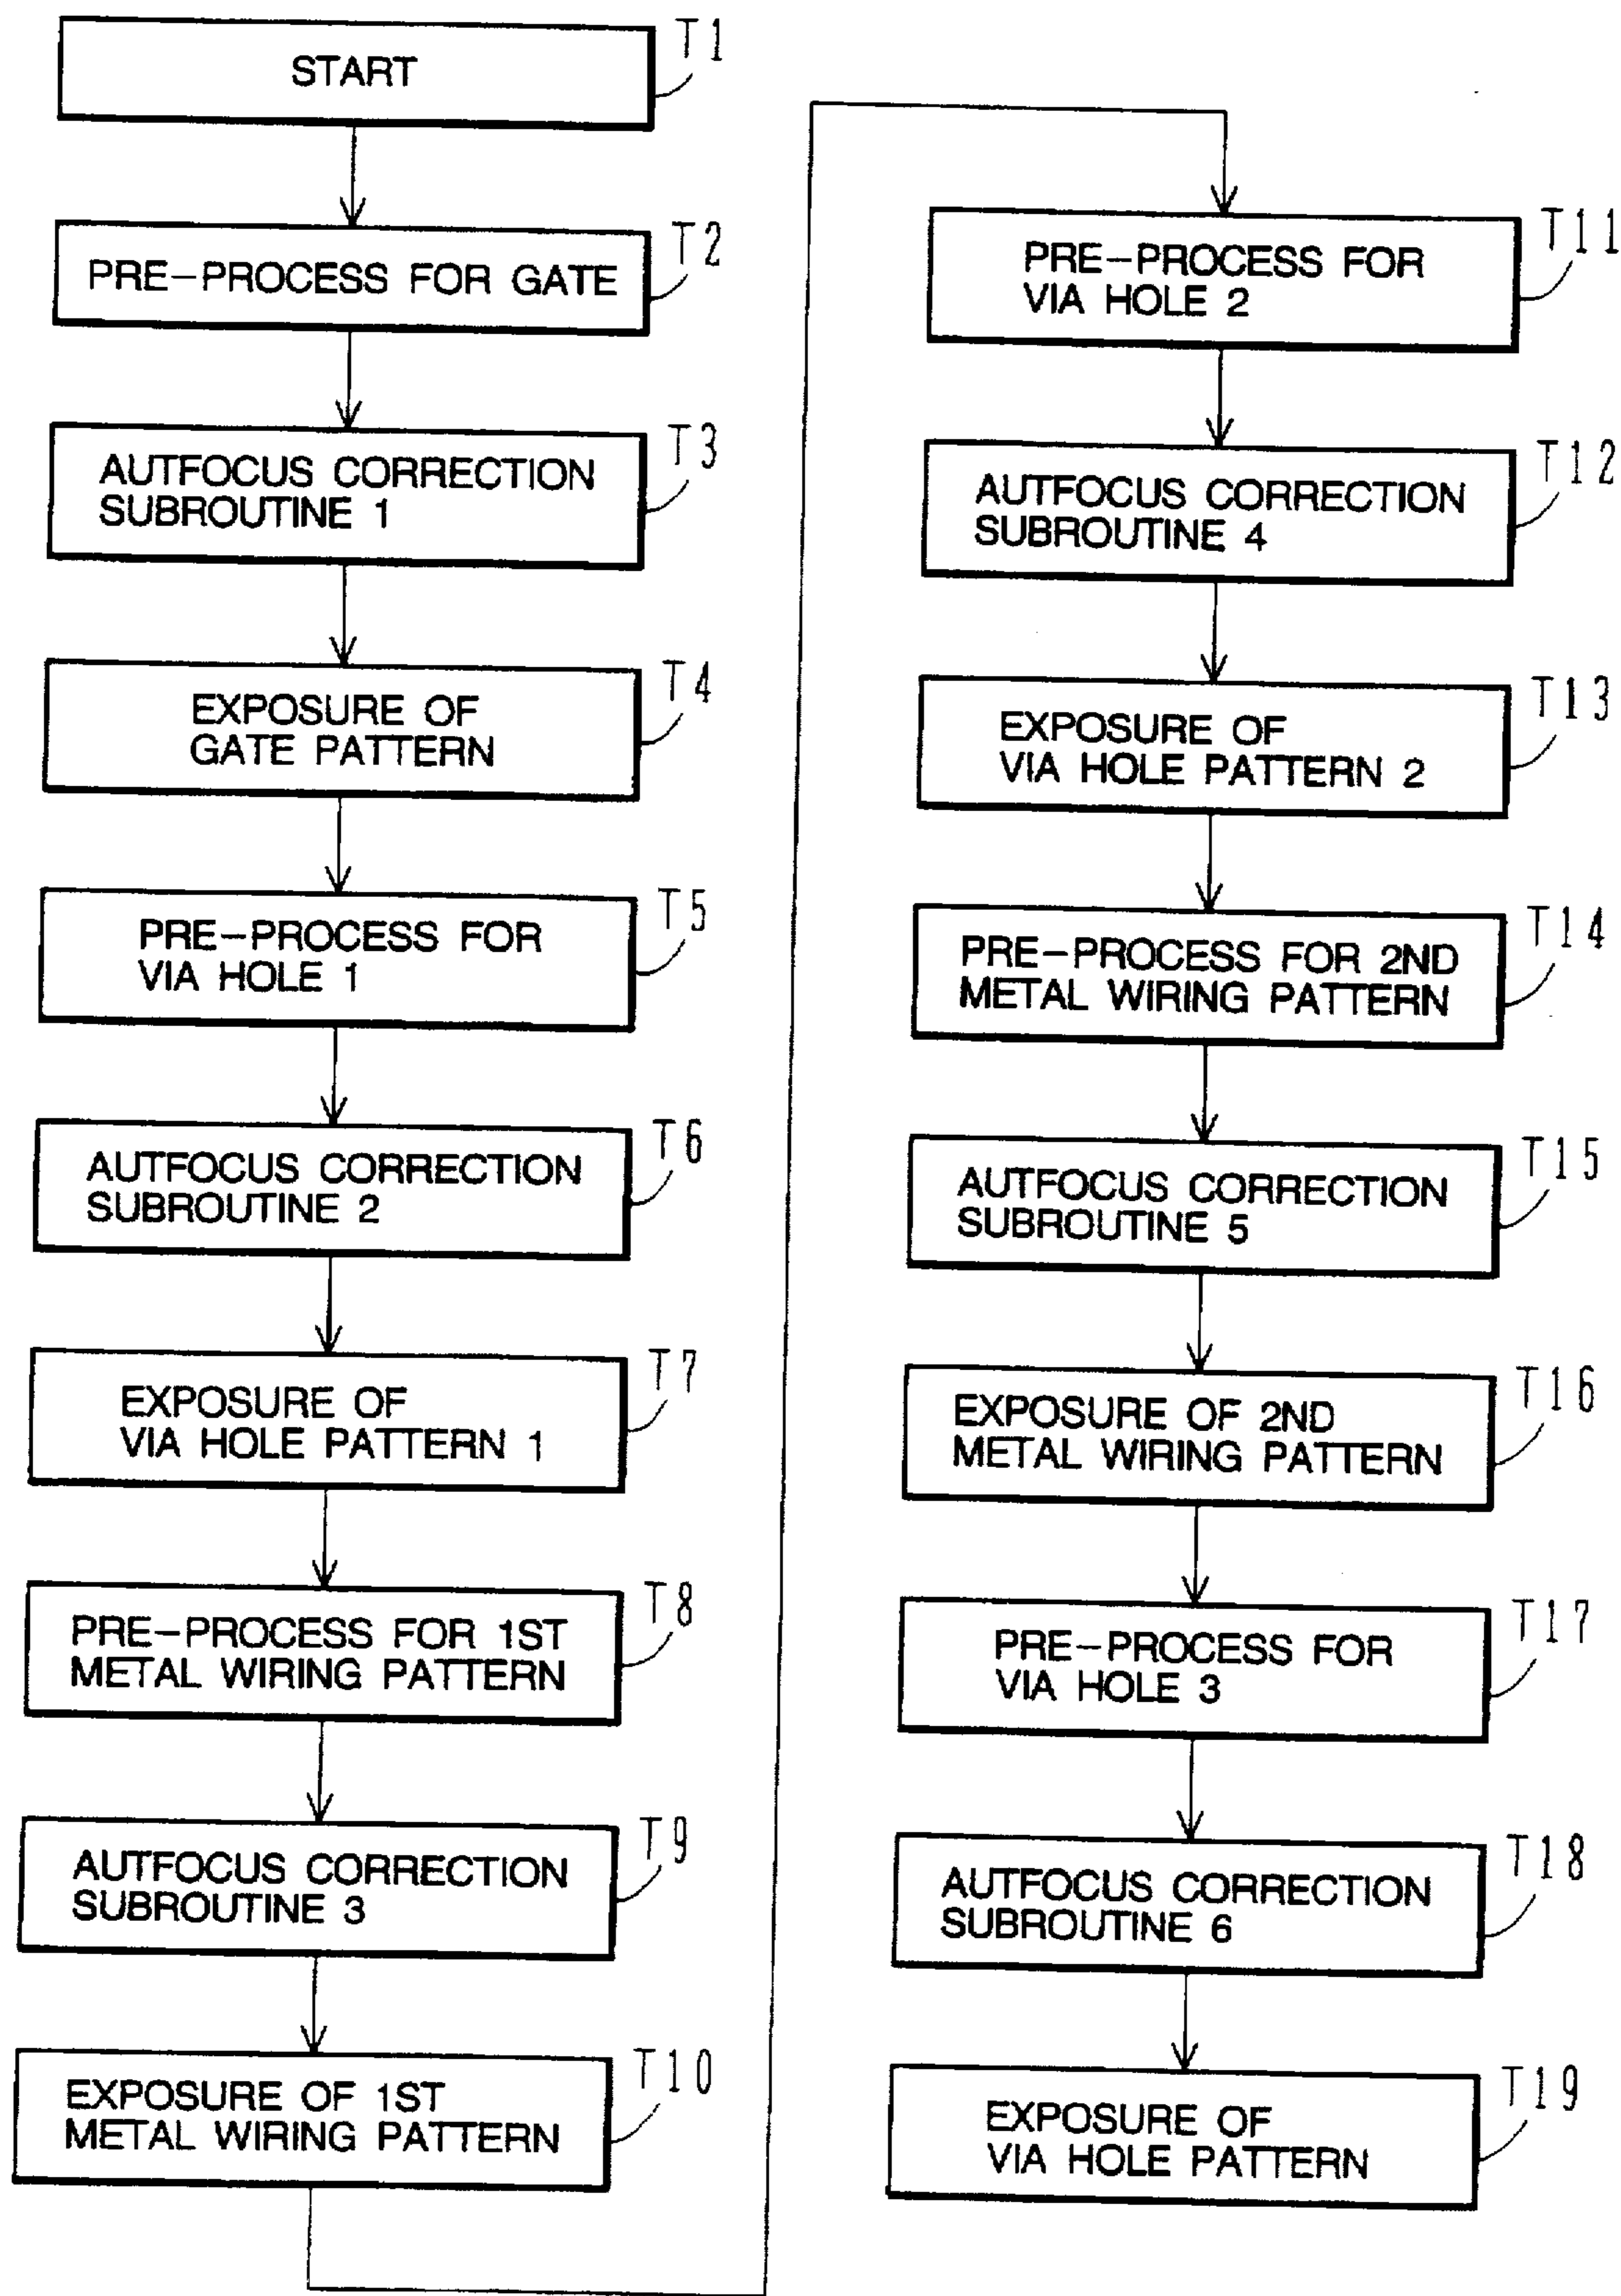 START
T1
PRE-PROCESS FOR GATE
T2
AUTFOCUS CORRECTION
SUBROUTINE 1
T3
EXPOSURE OF
GATE PATTERN
T4
PRE-PROCESS FOR
VIA HOLE 1
T5
AUTFOCUS CORRECTION
SUBROUTINE 2
T6
EXPOSURE OF
VIA HOLE PATTERN 1
T7
PRE-PROCESS FOR 1ST
METAL WIRING PATTERN
T8
AUTFOCUS CORRECTION
SUBROUTINE 3
T9
EXPOSURE OF 1ST
METAL WIRING PATTERN
T10
PRE-PROCESS FOR
VIA HOLE 2
T11
AUTFOCUS CORRECTION
SUBROUTINE 4
T12
EXPOSURE OF
VIA HOLE PATTERN 2
T13
PRE-PROCESS FOR 2ND
METAL WIRING PATTERN
T14
AUTFOCUS CORRECTION
SUBROUTINE 5
T15
EXPOSURE OF 2ND
METAL WIRING PATTERN
T16
PRE-PROCESS FOR
VIA HOLE 3
T17
AUTFOCUS CORRECTION
SUBROUTINE 6
T18
EXPOSURE OF
VIA HOLE PATTERN
T19